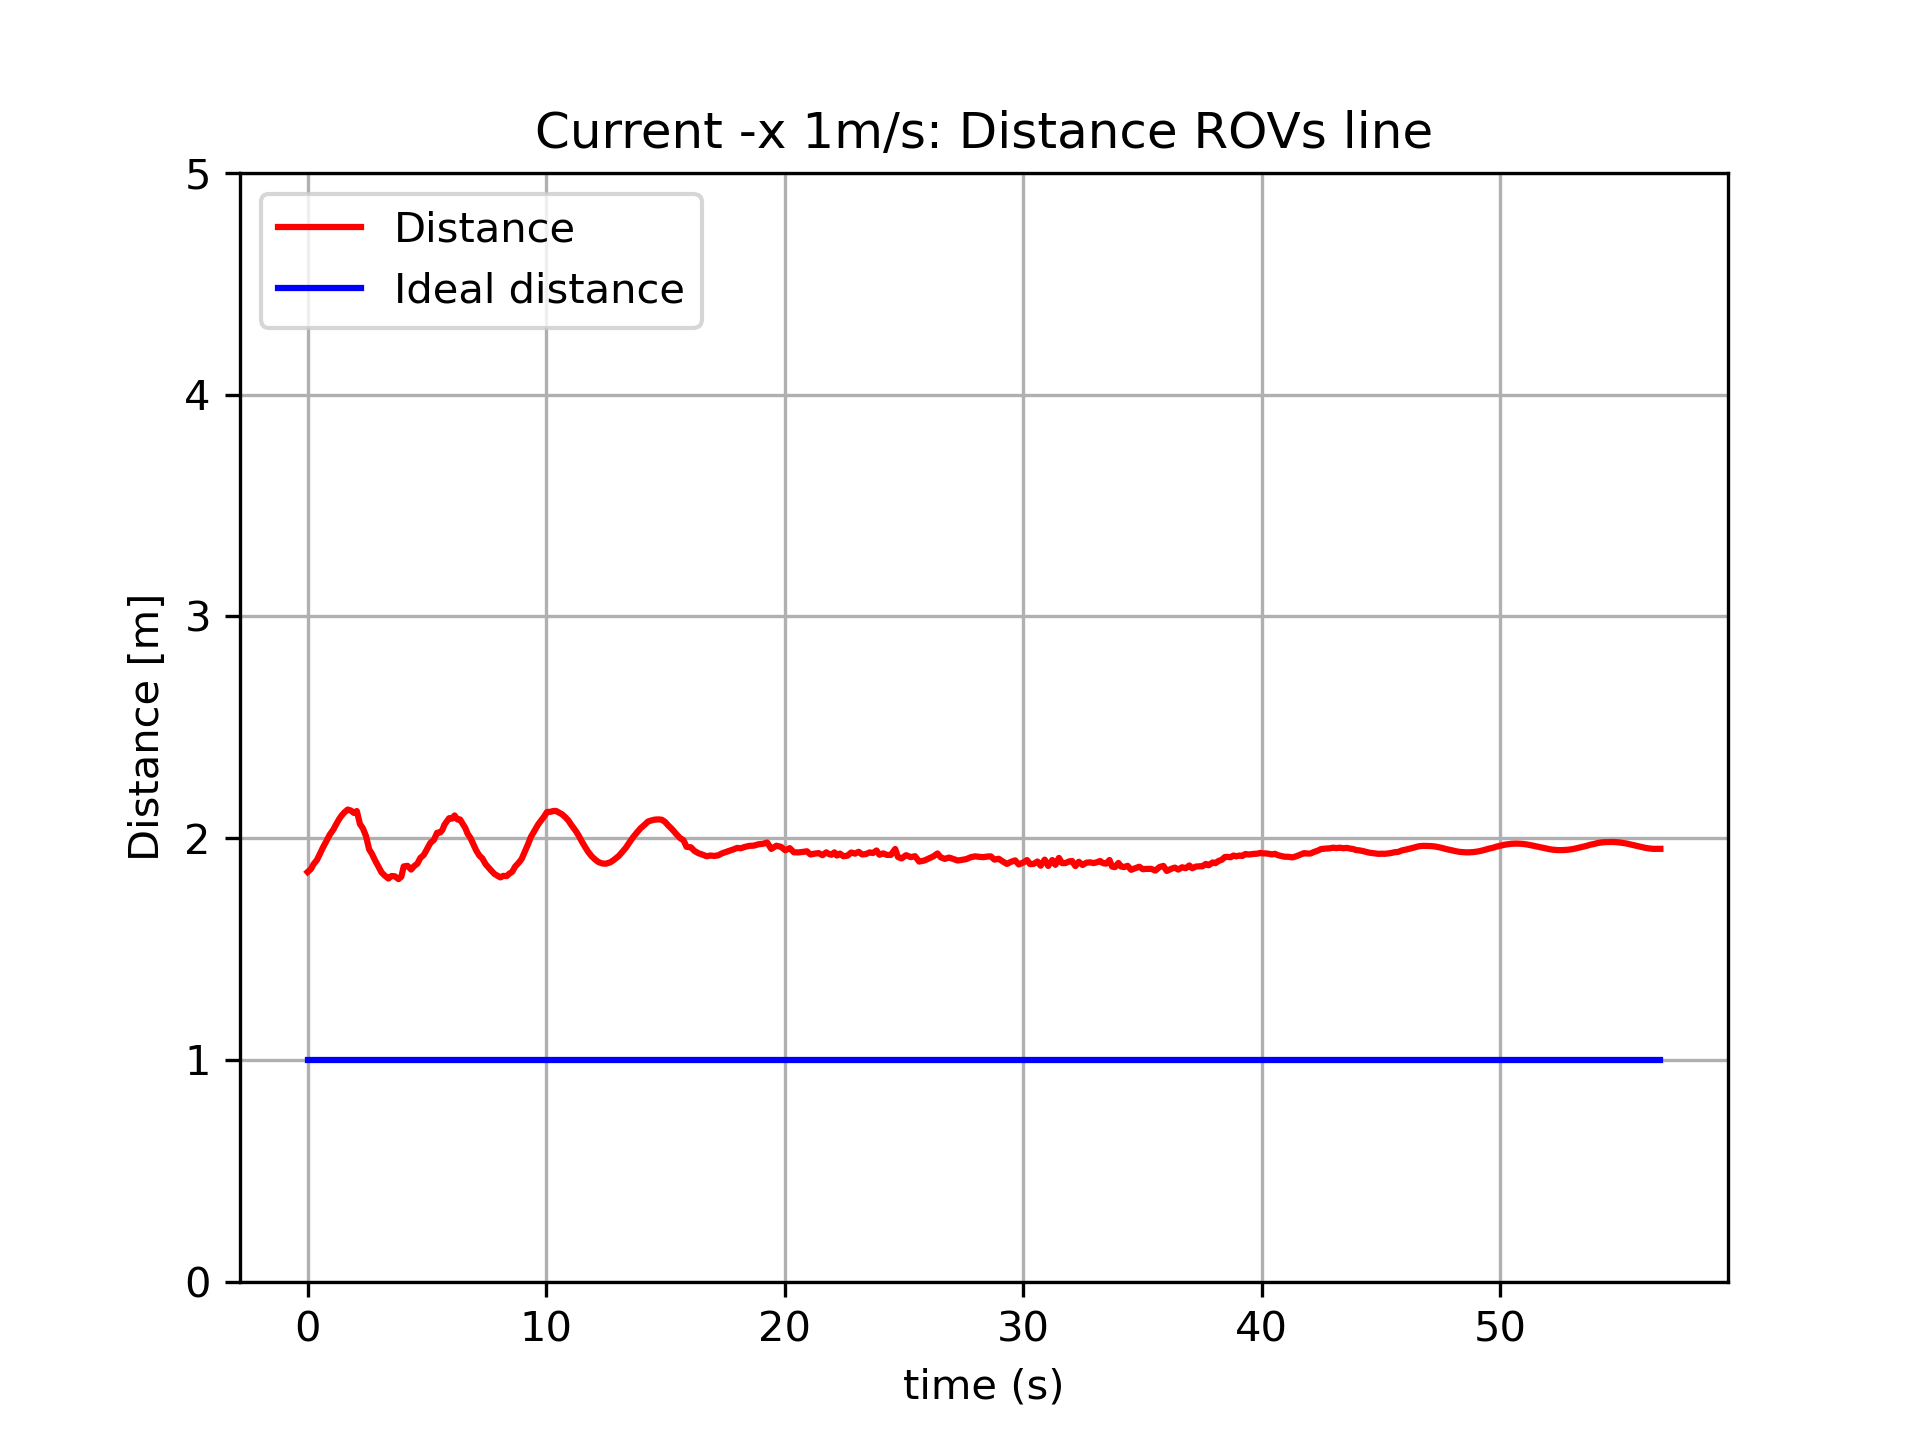 Current -x 1m/s: Distance ROVs line
5
4
3
2
1
0
Distance [m]
Distance
Ideal distance
0 10 20 30 40 50
time (s)